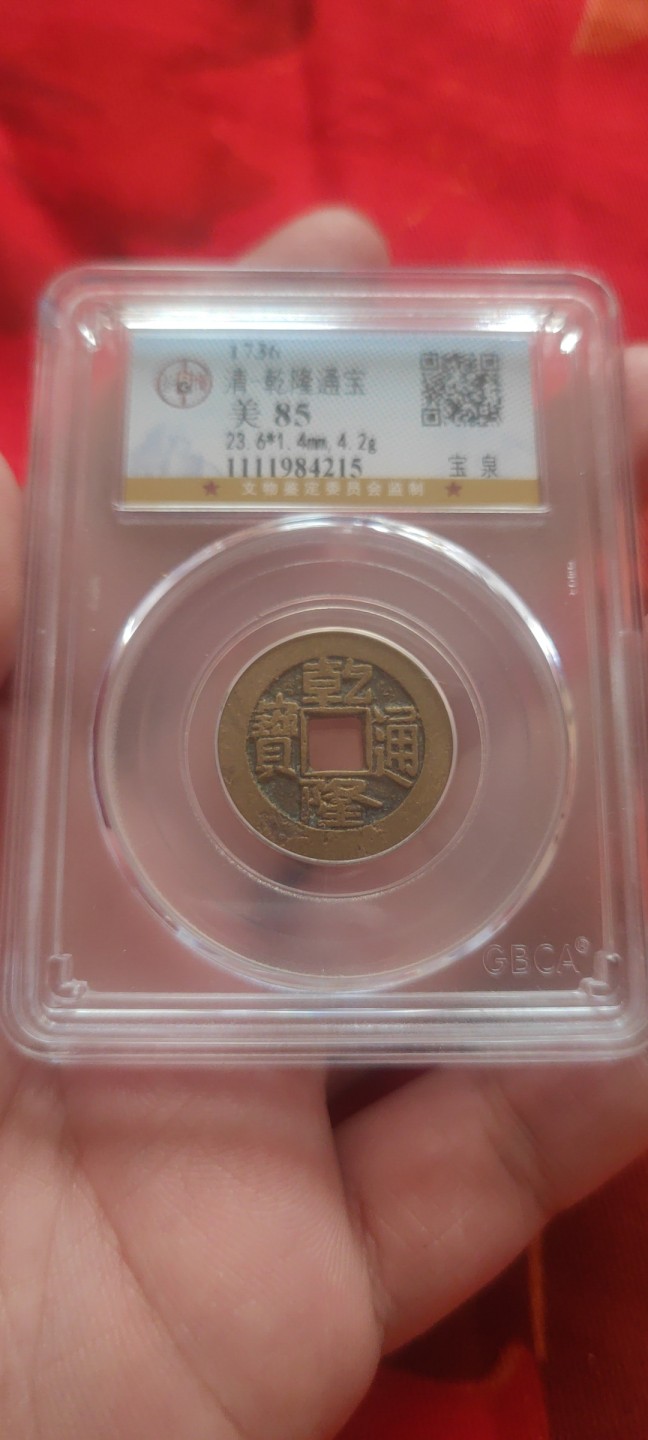 1736
清-乾隆通宝
美 85
23.6*1.4mm,4.2g
1111984215 宝 泉
★ 文物鉴定委员会监制 ★
乾
寶 通
隆
GBCA®